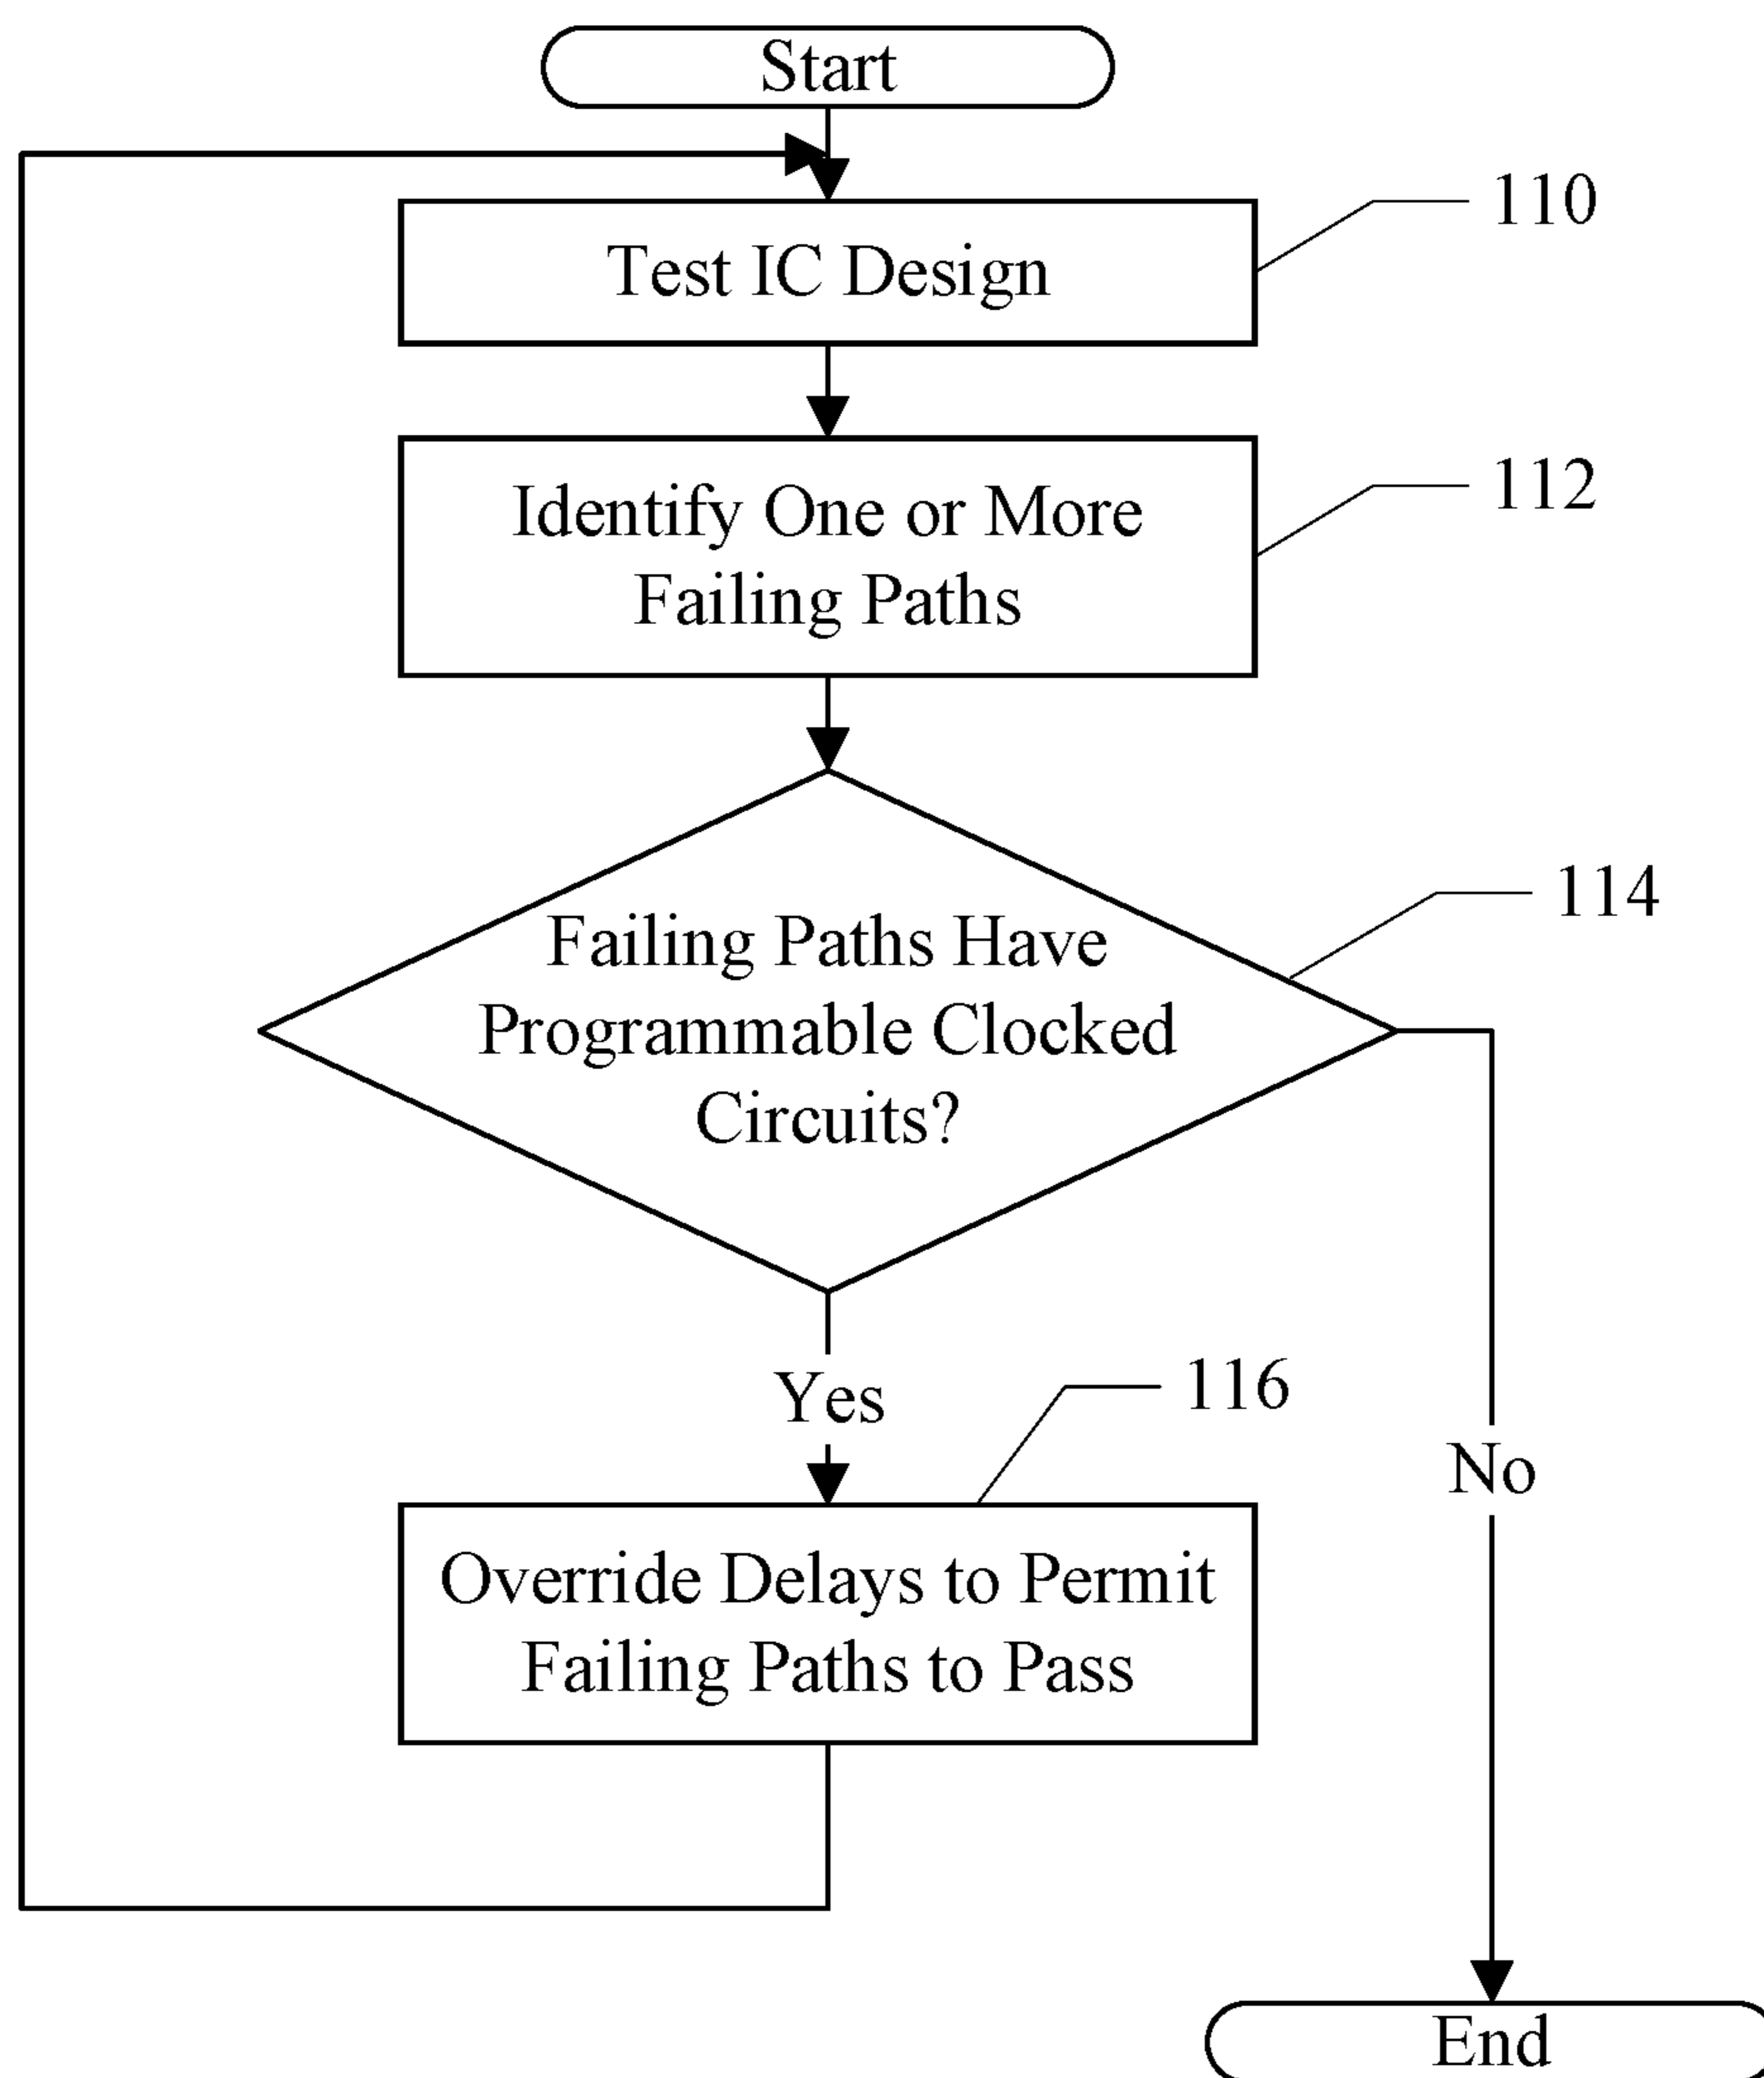 Start
110
Test IC Design
112
Identify One or More
Failing Paths
114
Failing Paths Have
Programmable Clocked
Circuits?
Yes
116
No
Override Delays to Permit
Failing Paths to Pass
End